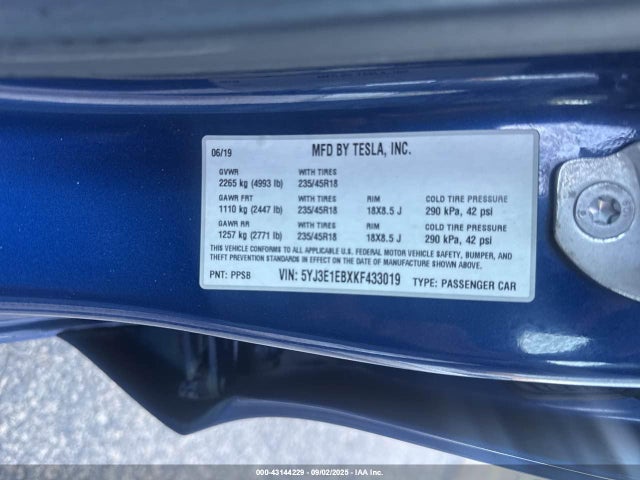 06/19 MFD BY TESLA, INC.
GVWR WITH TIRES
2265 kg (4993 lb) 235/45R18
GAWR FRT WITH TIRES RIM COLD TIRE PRESSURE
1110 kg (2447 lb) 235/45R18 18X8.5 J 290 kPa, 42 psi
GAWR RR WITH TIRES RIM COLD TIRE PRESSURE
1257 kg (2771 lb) 235/45R18 18X8.5 J 290 kPa, 42 psi
THIS VEHICLE CONFORMS TO ALL APPLICABLE U.S. FEDERAL MOTOR VEHICLE SAFETY, BUMPER, AND
THEFT PREVENTION STANDARDS IN EFFECT ON THE DATE OF MANUFACTURE SHOWN ABOVE.
PNT: PPSB VIN: 5YJ3E1EBXKF433019 TYPE: PASSENGER CAR
000-43144229 - 09/02/2025 - IAA Inc.